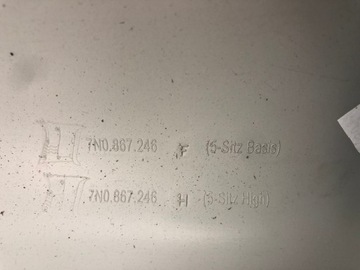 7N0.867.246 F (5-Sitz Basis)
7N0.867.246 H (5-Sitz High)